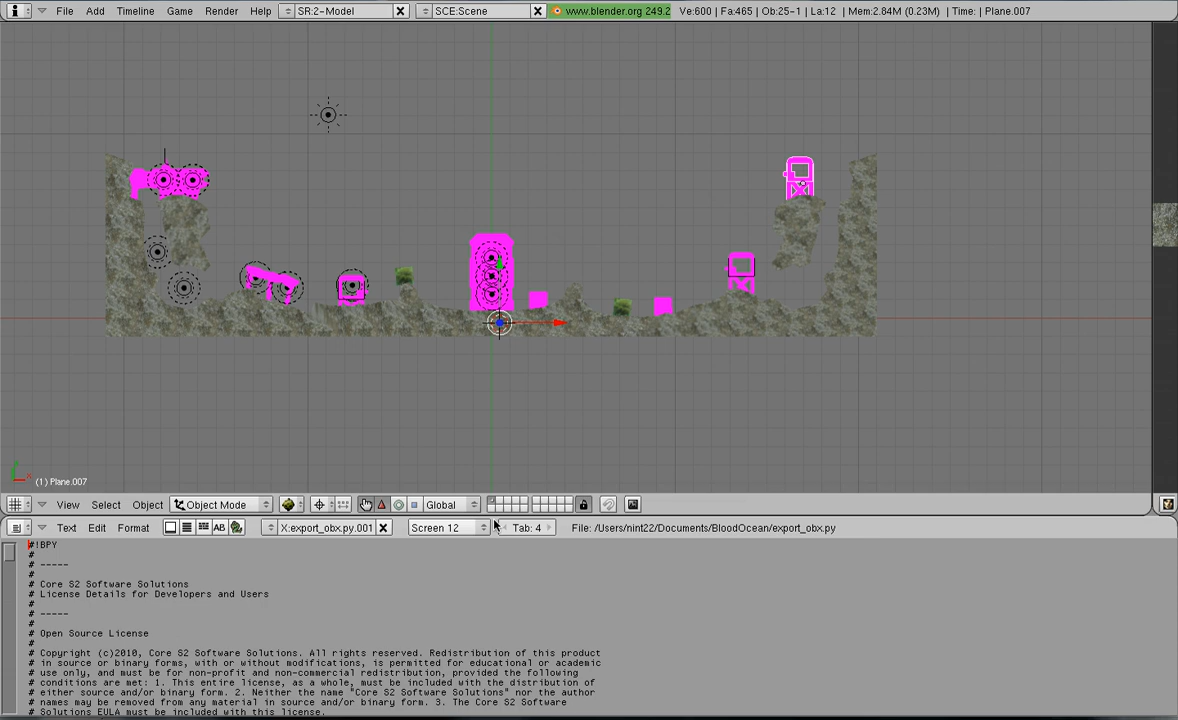 File Add Timeline Game Render Help SR:2-Model SCE:Scene www.blender.org 249.2 Ve:600 | Fa:465 | Ob:25-1 | La:12 | Mem:2.84M (0.23M) | Time: | Plane.007
(1) Plane.007
View Select Object Object Mode Global
Text Edit Format AB X:export_obx.py.001 Screen 12 Tab: 4 File: /Users/nint22/Documents/BloodOcean/export_obx.py
#!BPY
#
# -----
#
# Core S2 Software Solutions
# License Details for Developers and Users
#
# -----
#
# Open Source License
#
# Copyright (c)2010, Core S2 Software Solutions. All rights reserved. Redistribution of this product
# in source or binary forms, with or without modifications, is permitted for educational or academic
# use only, and must be for non-profit and non-commercial redistribution, provided the following
# conditions are met: 1. This entire license, as a whole, must be included with the distribution of
# either source and/or binary form. 2. Neither the name "Core S2 Software Solutions" nor the author
# names may be removed from any material in source and/or binary form. 3. The Core S2 Software
# Solutions EULA must be included with this license.